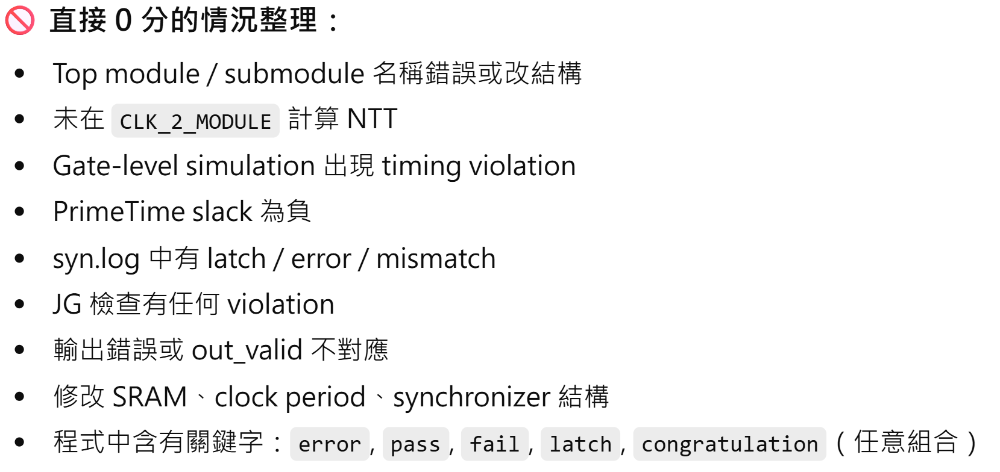 🚫 直接 0 分的情況整理：
• Top module / submodule 名稱錯誤或改結構
• 未在 CLK_2_MODULE 計算 NTT
• Gate-level simulation 出現 timing violation
• PrimeTime slack 為負
• syn.log 中有 latch / error / mismatch
• JG 檢查有任何 violation
• 輸出錯誤或 out_valid 不對應
• 修改 SRAM、clock period、synchronizer 結構
• 程式中含有關鍵字：error, pass, fail, latch, congratulation（任意組合）